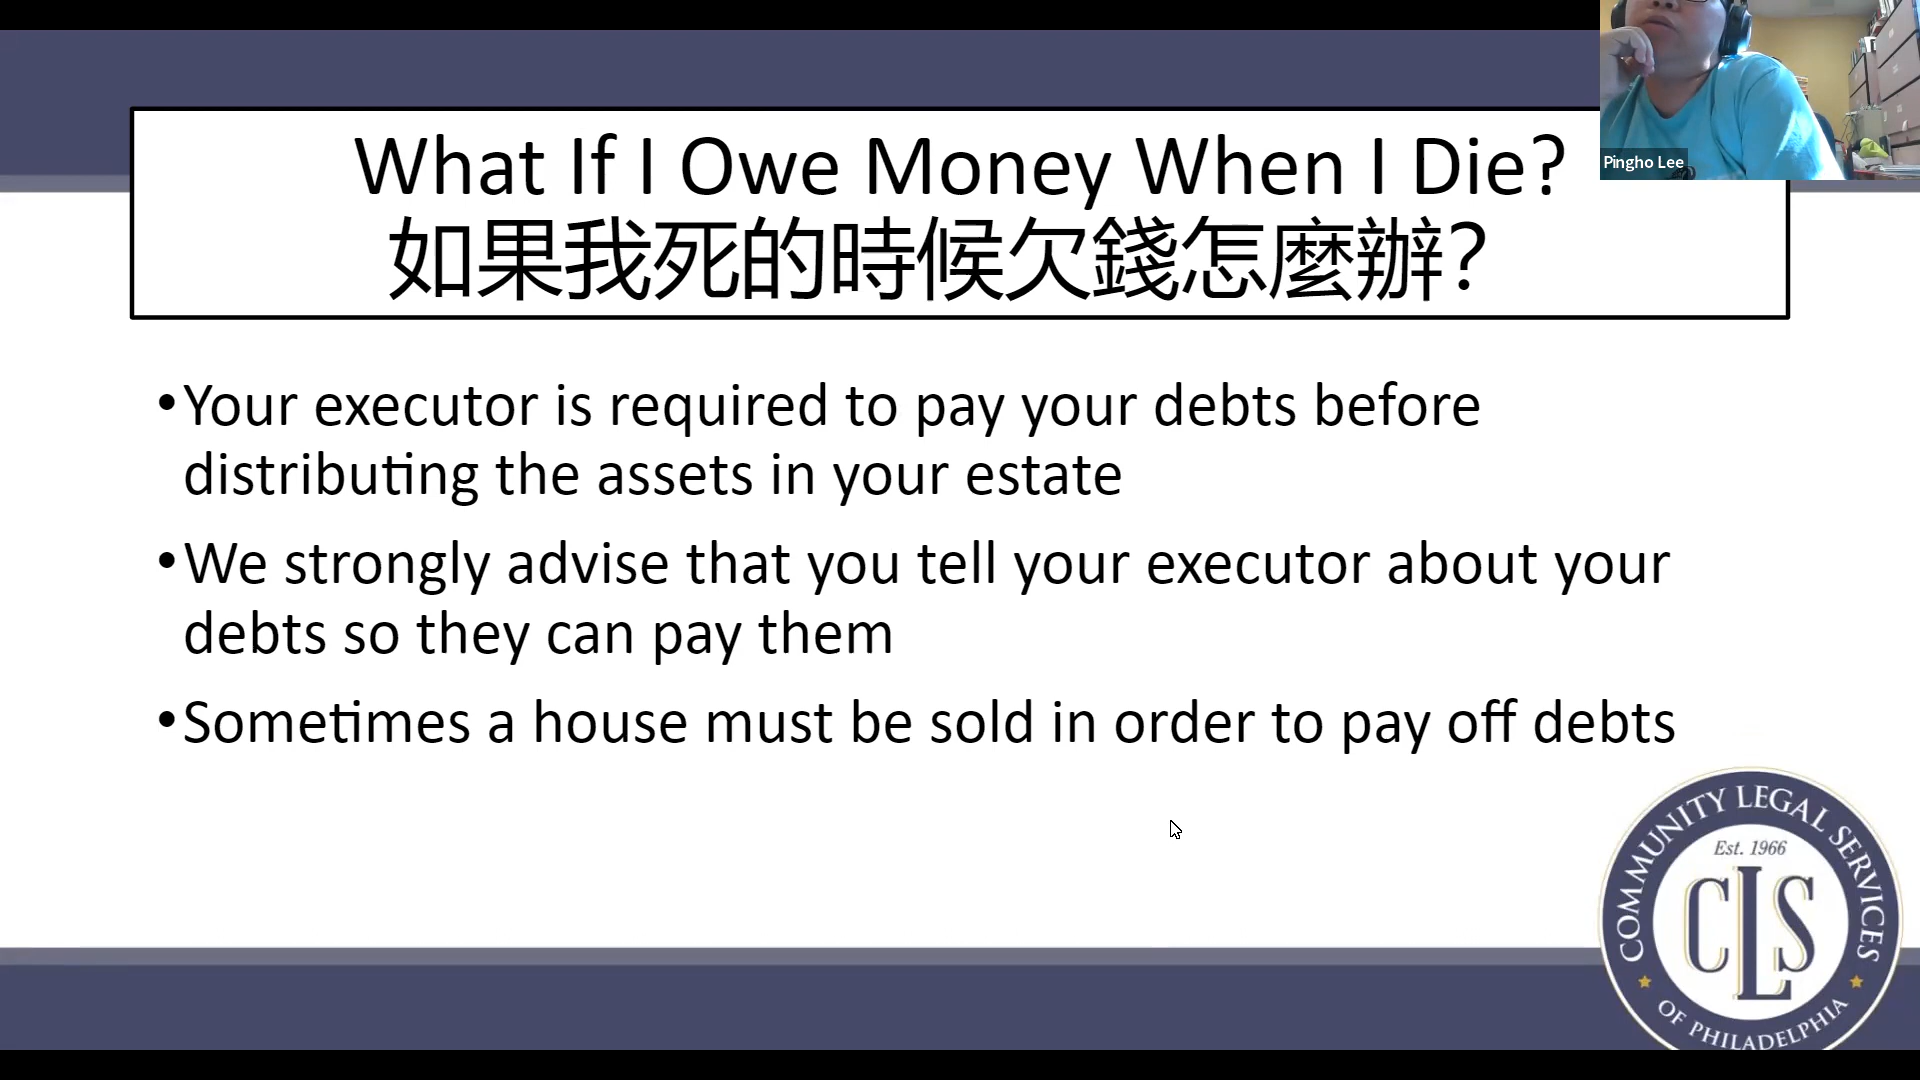 What If I Owe Money When I Die?
如果我死的時候欠錢怎麼辦?
Pingho Lee
•Your executor is required to pay your debts before
distributing the assets in your estate
•We strongly advise that you tell your executor about your
debts so they can pay them
•Sometimes a house must be sold in order to pay off debts
COMMUNITY LEGAL SERVICES
Est. 1966
CLS
OF PHILADELPHIA